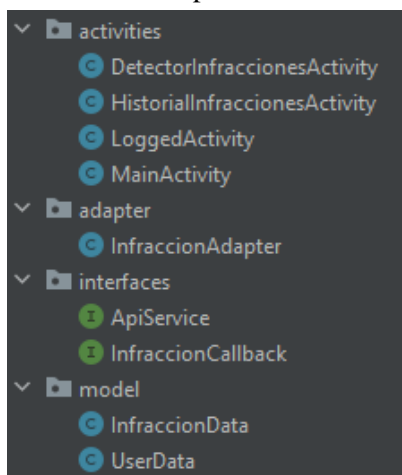 activities
DetectorInfraccionesActivity
HistorialInfraccionesActivity
LoggedActivity
MainActivity
adapter
InfraccionAdapter
interfaces
ApiService
InfraccionCallback
model
InfraccionData
UserData